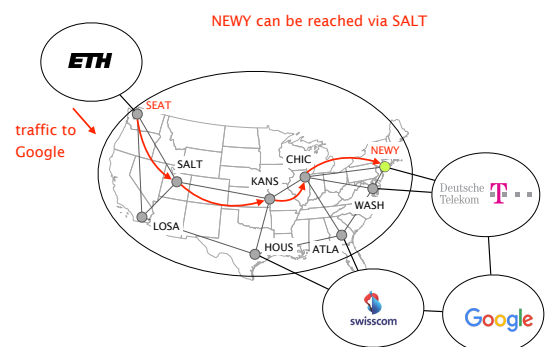 NEWY can be reached via SALT
ETH
SEAT
traffic to
Google
NEWY
CHIC
SALT
KANS
Deutsche
Telekom
T
WASH
LOSA
HOUS
ATLA
swisscom
Google